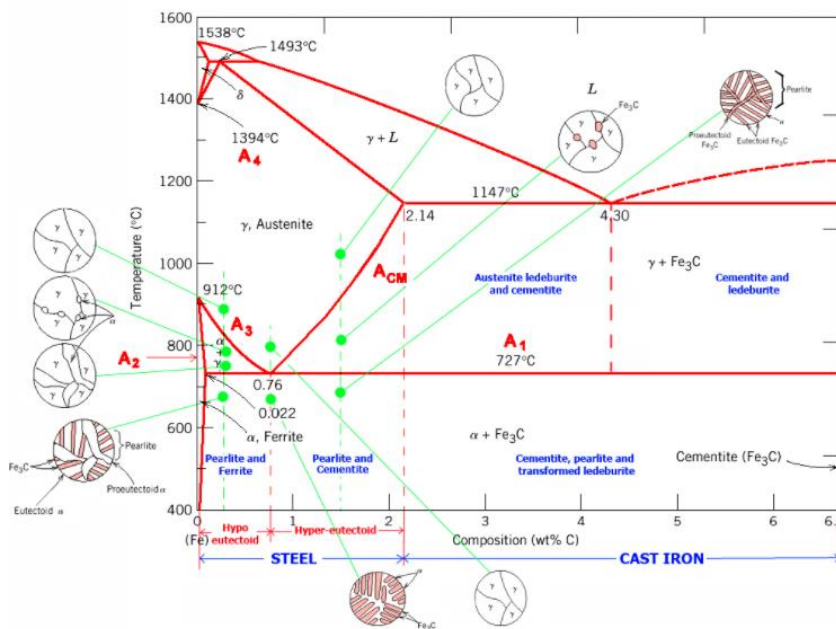 1600
1538°C
1493°C
δ
1400
1394°C
A4
γ + L
L
Fe3C
γ γ γ γ
γ γ γ γ
Pearlite
α
Proeutectoid
Fe3C
Eutectoid Fe3C
1200
1147°C
2.14
4.30
γ, Austenite
Temperature (°C)
1000
ACM
γ + Fe3C
Austenite ledeburite
and cementite
Cementite and
ledeburite
γ γ γ γ
912°C
A3
γ γ γ γ
α
α
+
γ
A2
800
A1
727°C
γ γ γ γ
0.76
0.022
600
α, Ferrite
α + Fe3C
Pearlite
Fe3C
Proeutectoid α
Eutectoid α
Pearlite and
Ferrite
Pearlite and
Cementite
Cementite, pearlite and
transformed ledeburite
Cementite (Fe3C)
400
0
1
2
3
4
5
6
6.
(Fe)
Hypo
eutectoid
Hyper-eutectoid
Composition (wt% C)
STEEL
CAST IRON
α
Fe3C
γ γ γ γ